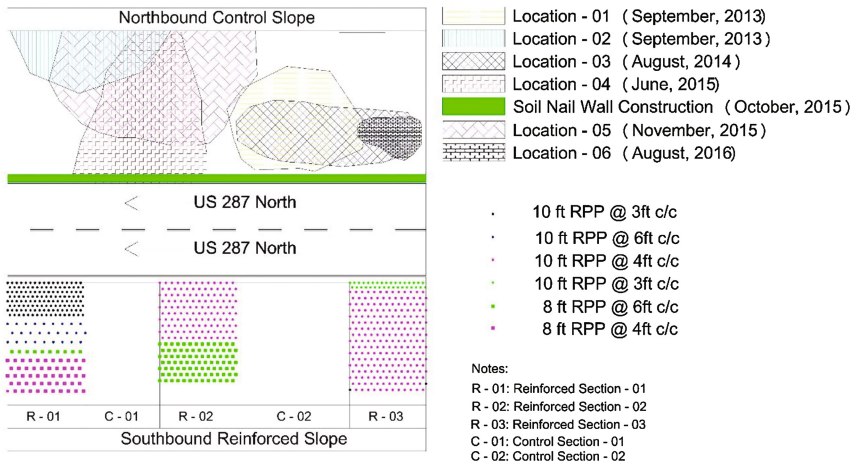 Northbound Control Slope
US 287 North
US 287 North
R - 01 C - 01 R - 02 C - 02 R - 03
Southbound Reinforced Slope
Location - 01 ( September, 2013)
Location - 02 ( September, 2013)
Location - 03 ( August, 2014)
Location - 04 ( June, 2015)
Soil Nail Wall Construction ( October, 2015)
Location - 05 ( November, 2015)
Location - 06 ( August, 2016)
10 ft RPP @ 3ft c/c
10 ft RPP @ 6ft c/c
10 ft RPP @ 4ft c/c
10 ft RPP @ 3ft c/c
8 ft RPP @ 6ft c/c
8 ft RPP @ 4ft c/c
Notes:
R - 01: Reinforced Section - 01
R - 02: Reinforced Section - 02
R - 03: Reinforced Section - 03
C - 01: Control Section - 01
C - 02: Control Section - 02